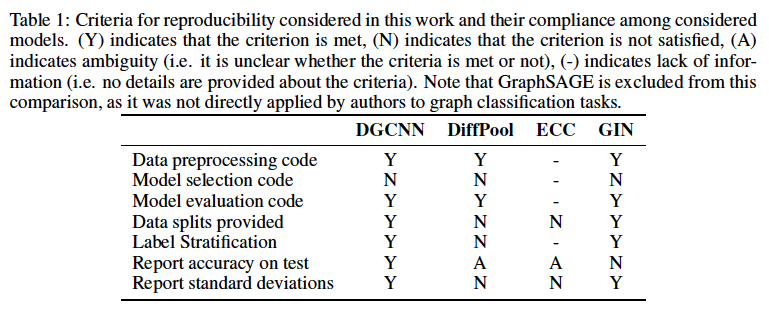 Table 1: Criteria for reproducibility considered in this work and their compliance among considered
models. (Y) indicates that the criterion is met, (N) indicates that the criterion is not satisfied, (A)
indicates ambiguity (i.e. it is unclear whether the criteria is met or not), (-) indicates lack of infor-
mation (i.e. no details are provided about the criteria). Note that GraphSAGE is excluded from this
comparison, as it was not directly applied by authors to graph classification tasks.
DGCNN DiffPool ECC GIN
Data preprocessing code Y Y - Y
Model selection code N N - N
Model evaluation code Y Y - Y
Data splits provided Y N N Y
Label Stratification Y N - Y
Report accuracy on test Y A A N
Report standard deviations Y N N Y